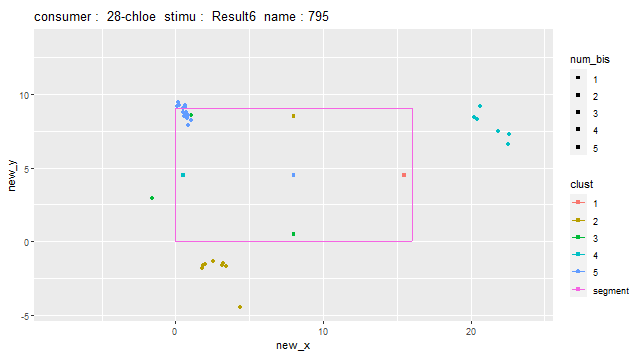 consumer :  28-chloe  stimu :  Result6  name : 795
num_bis
1
2
3
4
5
clust
1
2
3
4
5
segment
new_y
10
5
0
-5
0
10
20
new_x